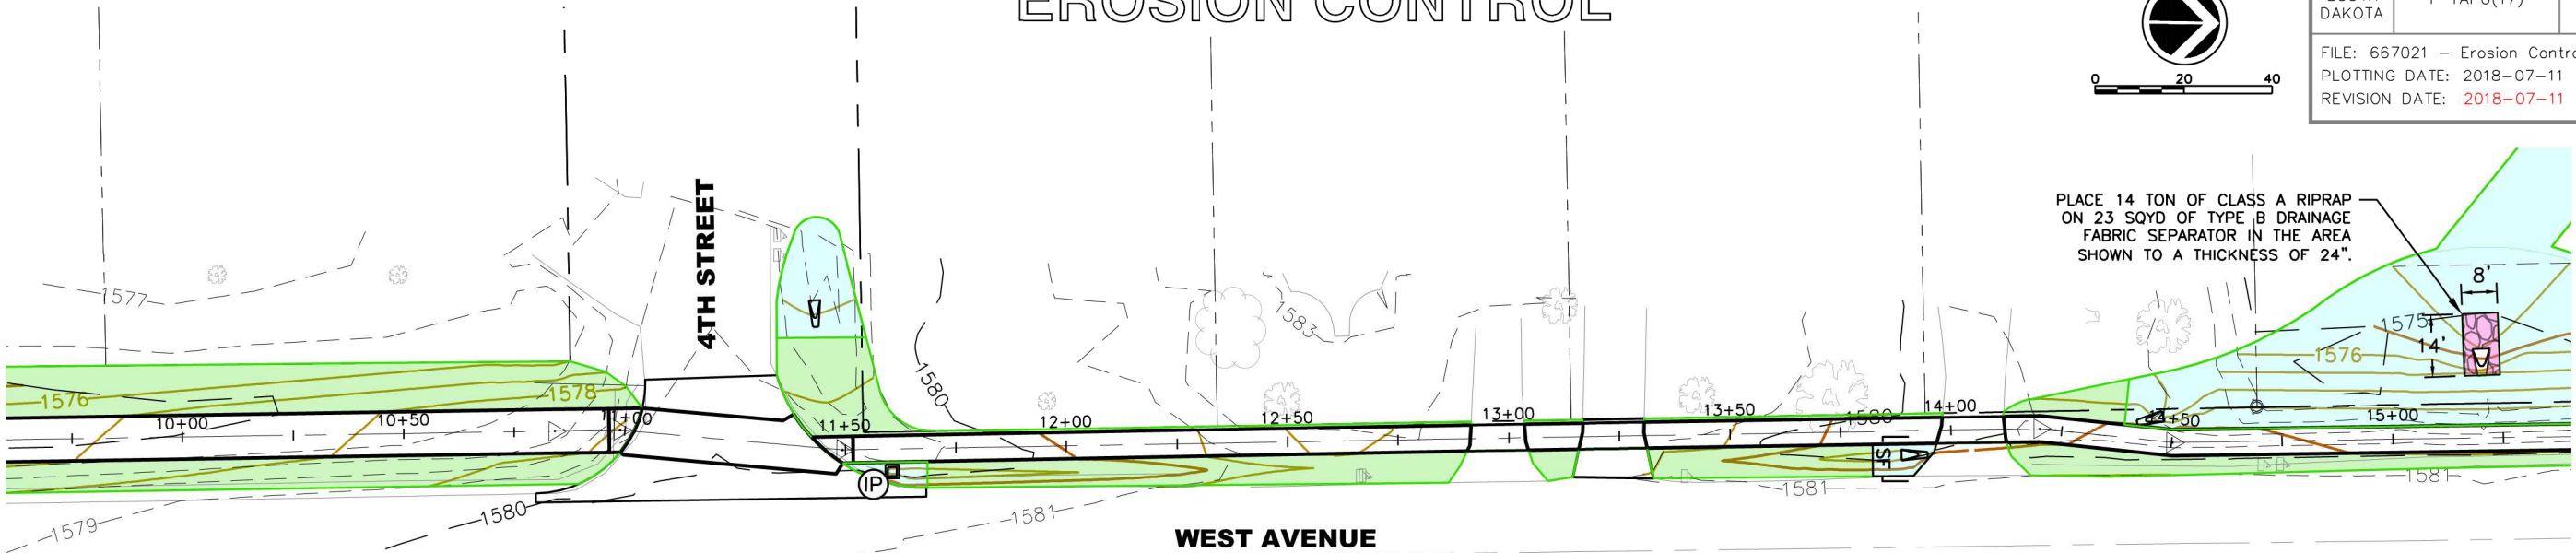 EROSION CONTROL
DAKOTA
FILE: 667021 – Erosion Contro
PLOTTING DATE: 2018-07-11
REVISION DATE: 2018-07-11
0 20 40
PLACE 14 TON OF CLASS A RIPRAP
ON 23 SQYD OF TYPE B DRAINAGE
FABRIC SEPARATOR IN THE AREA
SHOWN TO A THICKNESS OF 24".
8'
14'
4TH STREET
1577
1583
1575
1576
1576
1578
1580
1580
10+00
10+50
11+00
11+50
12+00
12+50
13+00
13+50
14+00
14+50
15+00
IP
SF
1579
1580
1581
1581
1581
WEST AVENUE